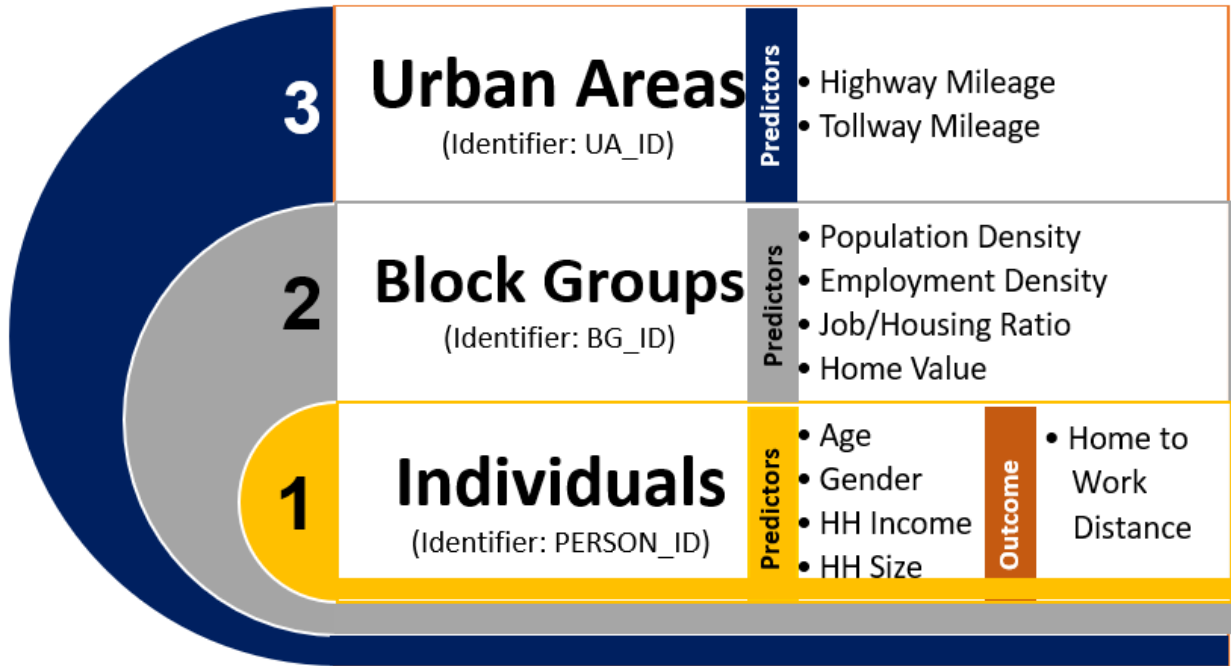 3
Urban Areas
(Identifier: UA_ID)
Predictors
• Highway Mileage
• Tollway Mileage
2
Block Groups
(Identifier: BG_ID)
Predictors
• Population Density
• Employment Density
• Job/Housing Ratio
• Home Value
1
Individuals
(Identifier: PERSON_ID)
Predictors
• Age
• Gender
• HH Income
• HH Size
Outcome
• Home to
Work
Distance